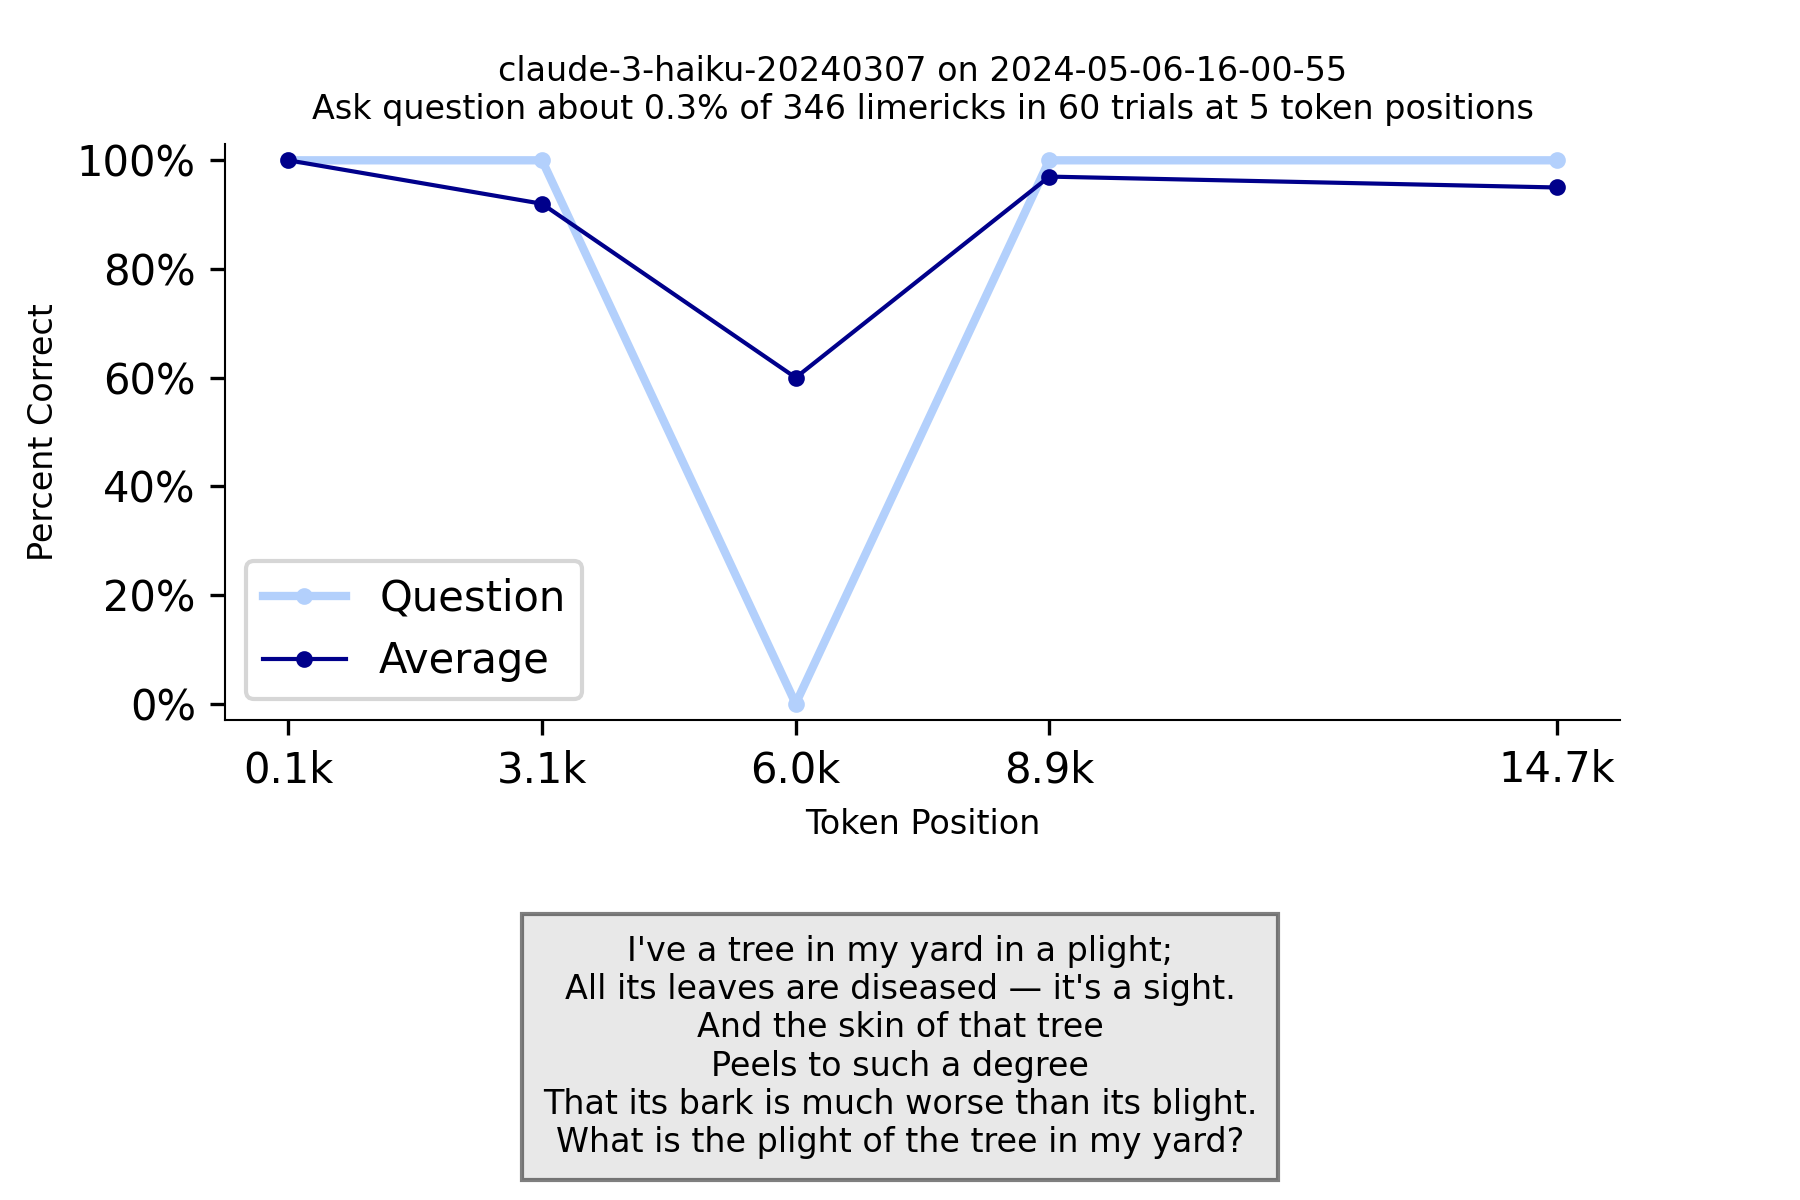 claude-3-haiku-20240307 on 2024-05-06-16-00-55
Ask question about 0.3% of 346 limericks in 60 trials at 5 token positions
100%
80%
60%
40%
20%
0%
Percent Correct
Question
Average
0.1k
3.1k
6.0k
8.9k
14.7k
Token Position
I've a tree in my yard in a plight;
All its leaves are diseased — it's a sight.
And the skin of that tree
Peels to such a degree
That its bark is much worse than its blight.
What is the plight of the tree in my yard?